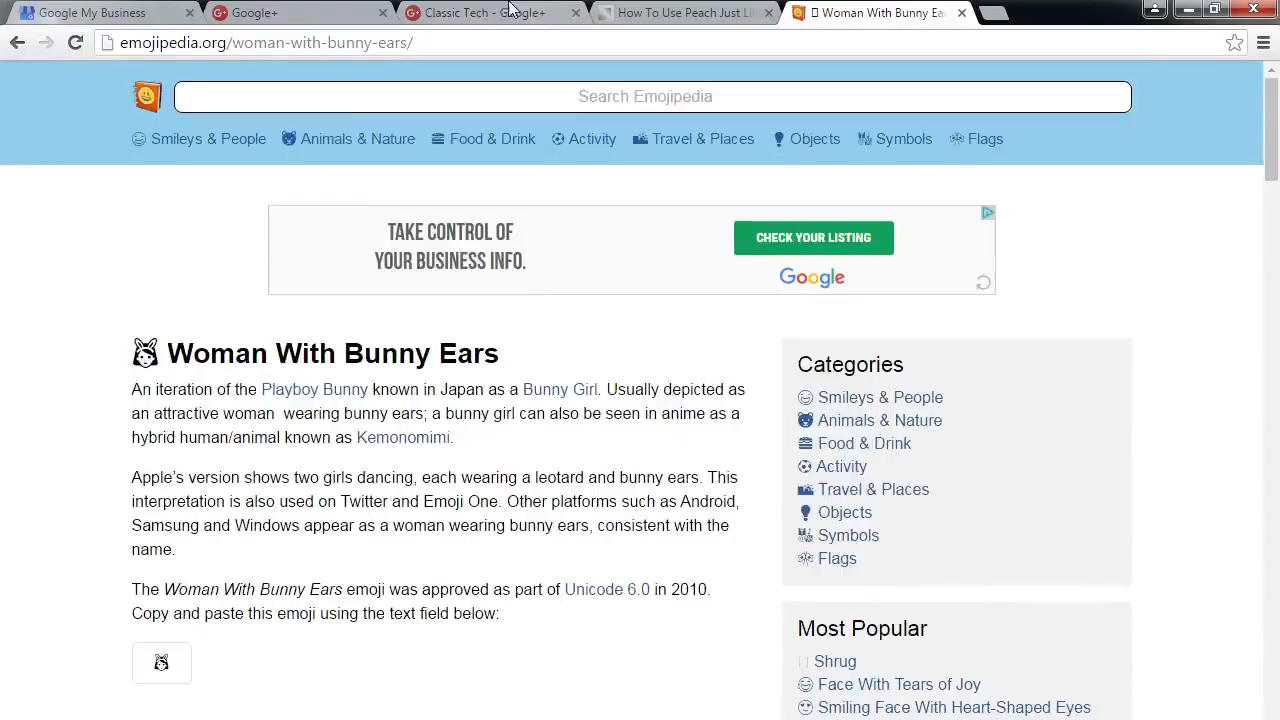 Google My Business
Google+
Classic Tech - Google+
How To Use Peach Just Li
Woman With Bunny Ea
emojipedia.org/woman-with-bunny-ears/
Search Emojipedia
Smileys & People Animals & Nature Food & Drink Activity Travel & Places Objects Symbols Flags
TAKE CONTROL OF
YOUR BUSINESS INFO.
CHECK YOUR LISTING
Google
Woman With Bunny Ears
An iteration of the Playboy Bunny known in Japan as a Bunny Girl. Usually depicted as
an attractive woman wearing bunny ears; a bunny girl can also be seen in anime as a
hybrid human/animal known as Kemonomimi.
Apple's version shows two girls dancing, each wearing a leotard and bunny ears. This
interpretation is also used on Twitter and Emoji One. Other platforms such as Android,
Samsung and Windows appear as a woman wearing bunny ears, consistent with the
name.
The Woman With Bunny Ears emoji was approved as part of Unicode 6.0 in 2010.
Copy and paste this emoji using the text field below:
Categories
Smileys & People
Animals & Nature
Food & Drink
Activity
Travel & Places
Objects
Symbols
Flags
Most Popular
Shrug
Face With Tears of Joy
Smiling Face With Heart-Shaped Eyes